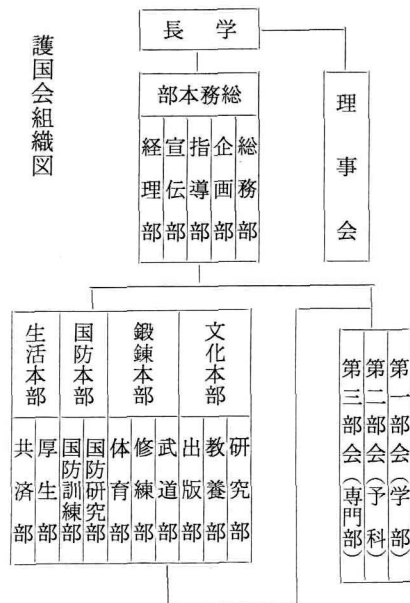 護国会組織図
学長
理事会
総務本部
総務部
企画部
指導部
宣伝部
経理部
第一部会(学部)
第二部会(予科)
第三部会(専門部)
文化本部
研究部
教養部
出版部
鍛錬本部
武道部
修練部
体育部
国防本部
国防研究部
国防訓練部
生活本部
厚生部
共済部